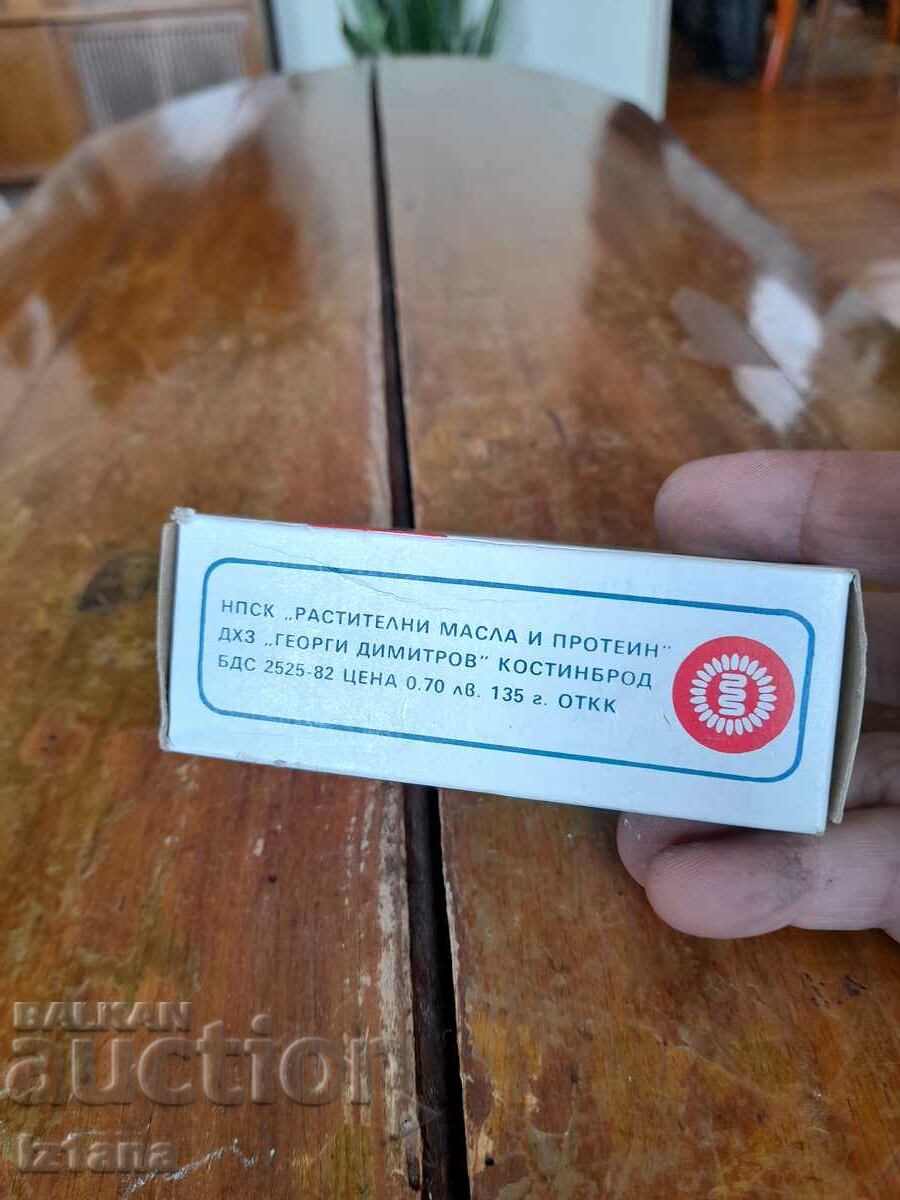 НПСК „РАСТИТЕЛНИ МАСЛА И ПРОТЕИН"
ДХЗ „ГЕОРГИ ДИМИТРОВ" КОСТИНБРОД
БДС 2525-82 ЦЕНА 0.70 лв. 135 г. ОТКК
BALKAN
auction
Iztana